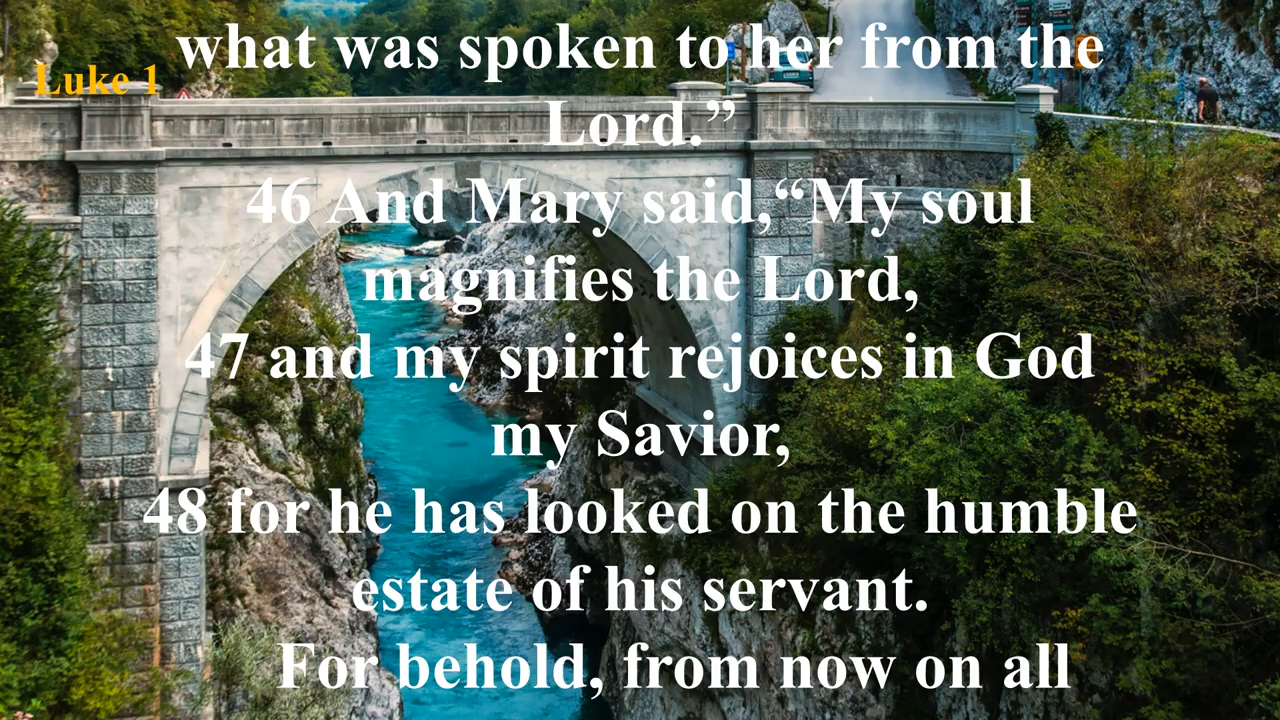 what was spoken to her from the
Luke 1
Lord.”
46 And Mary said,“My soul
magnifies the Lord,
47 and my spirit rejoices in God
my Savior,
48 for he has looked on the humble
estate of his servant.
For behold, from now on all